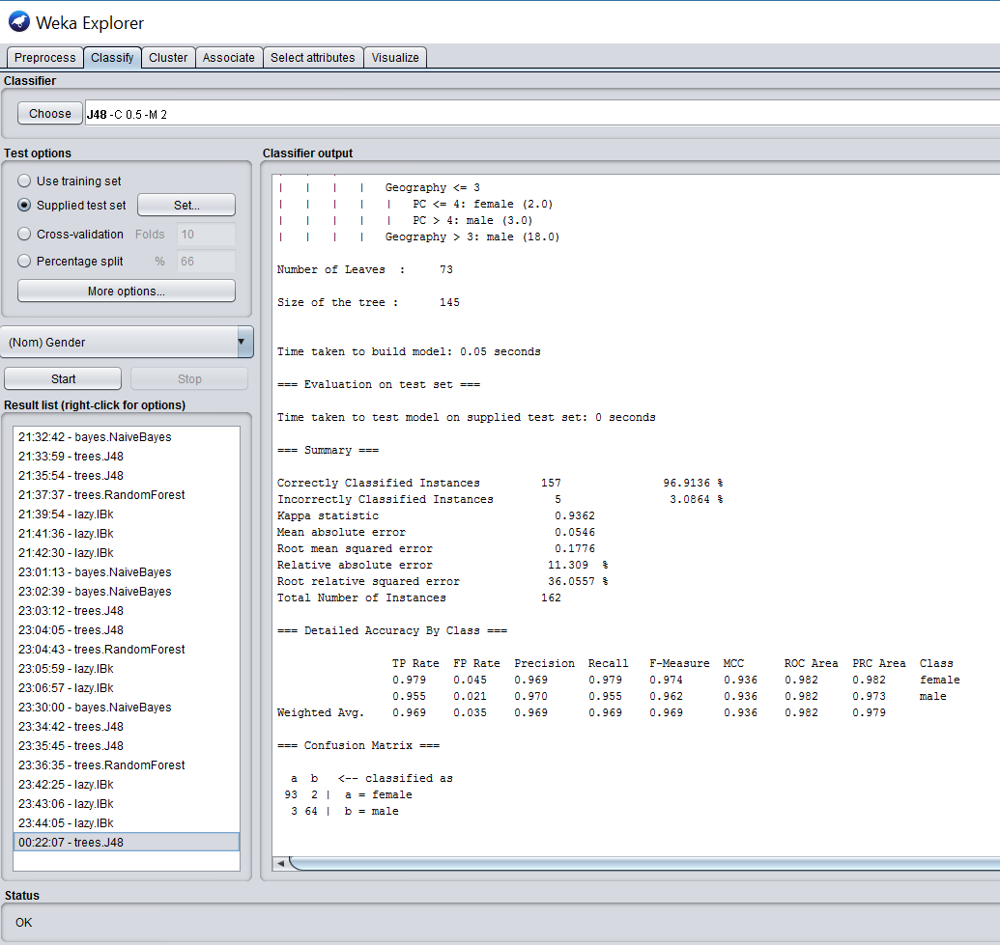 Weka Explorer
Preprocess Classify Cluster Associate Select attributes Visualize
Classifier
Choose J48 -C 0.5 -M 2
Test options
Use training set
Supplied test set Set...
Cross-validation Folds 10
Percentage split % 66
More options...
(Nom) Gender
Start Stop
Result list (right-click for options)
21:32:42 - bayes.NaiveBayes
21:33:59 - trees.J48
21:35:54 - trees.J48
21:37:37 - trees.RandomForest
21:39:54 - lazy.IBk
21:41:36 - lazy.IBk
21:42:30 - lazy.IBk
23:01:13 - bayes.NaiveBayes
23:02:39 - bayes.NaiveBayes
23:03:12 - trees.J48
23:04:05 - trees.J48
23:04:43 - trees.RandomForest
23:05:59 - lazy.IBk
23:06:57 - lazy.IBk
23:30:00 - bayes.NaiveBayes
23:34:42 - trees.J48
23:35:45 - trees.J48
23:36:35 - trees.RandomForest
23:42:25 - lazy.IBk
23:43:06 - lazy.IBk
23:44:05 - lazy.IBk
00:22:07 - trees.J48
Classifier output
| | | | Geography <= 3
| | | | | PC <= 4: female (2.0)
| | | | | PC > 4: male (3.0)
| | | | Geography > 3: male (18.0)
Number of Leaves : 73
Size of the tree : 145
Time taken to build model: 0.05 seconds
=== Evaluation on test set ===
Time taken to test model on supplied test set: 0 seconds
=== Summary ===
Correctly Classified Instances 157 96.9136 %
Incorrectly Classified Instances 5 3.0864 %
Kappa statistic 0.9362
Mean absolute error 0.0546
Root mean squared error 0.1776
Relative absolute error 11.309 %
Root relative squared error 36.0557 %
Total Number of Instances 162
=== Detailed Accuracy By Class ===
TP Rate FP Rate Precision Recall F-Measure MCC ROC Area PRC Area Class
0.979 0.045 0.969 0.979 0.974 0.936 0.982 0.982 female
0.955 0.021 0.970 0.955 0.962 0.936 0.982 0.973 male
Weighted Avg. 0.969 0.035 0.969 0.969 0.969 0.936 0.982 0.979
=== Confusion Matrix ===
a b <-- classified as
93 2 | a = female
3 64 | b = male
Status
OK